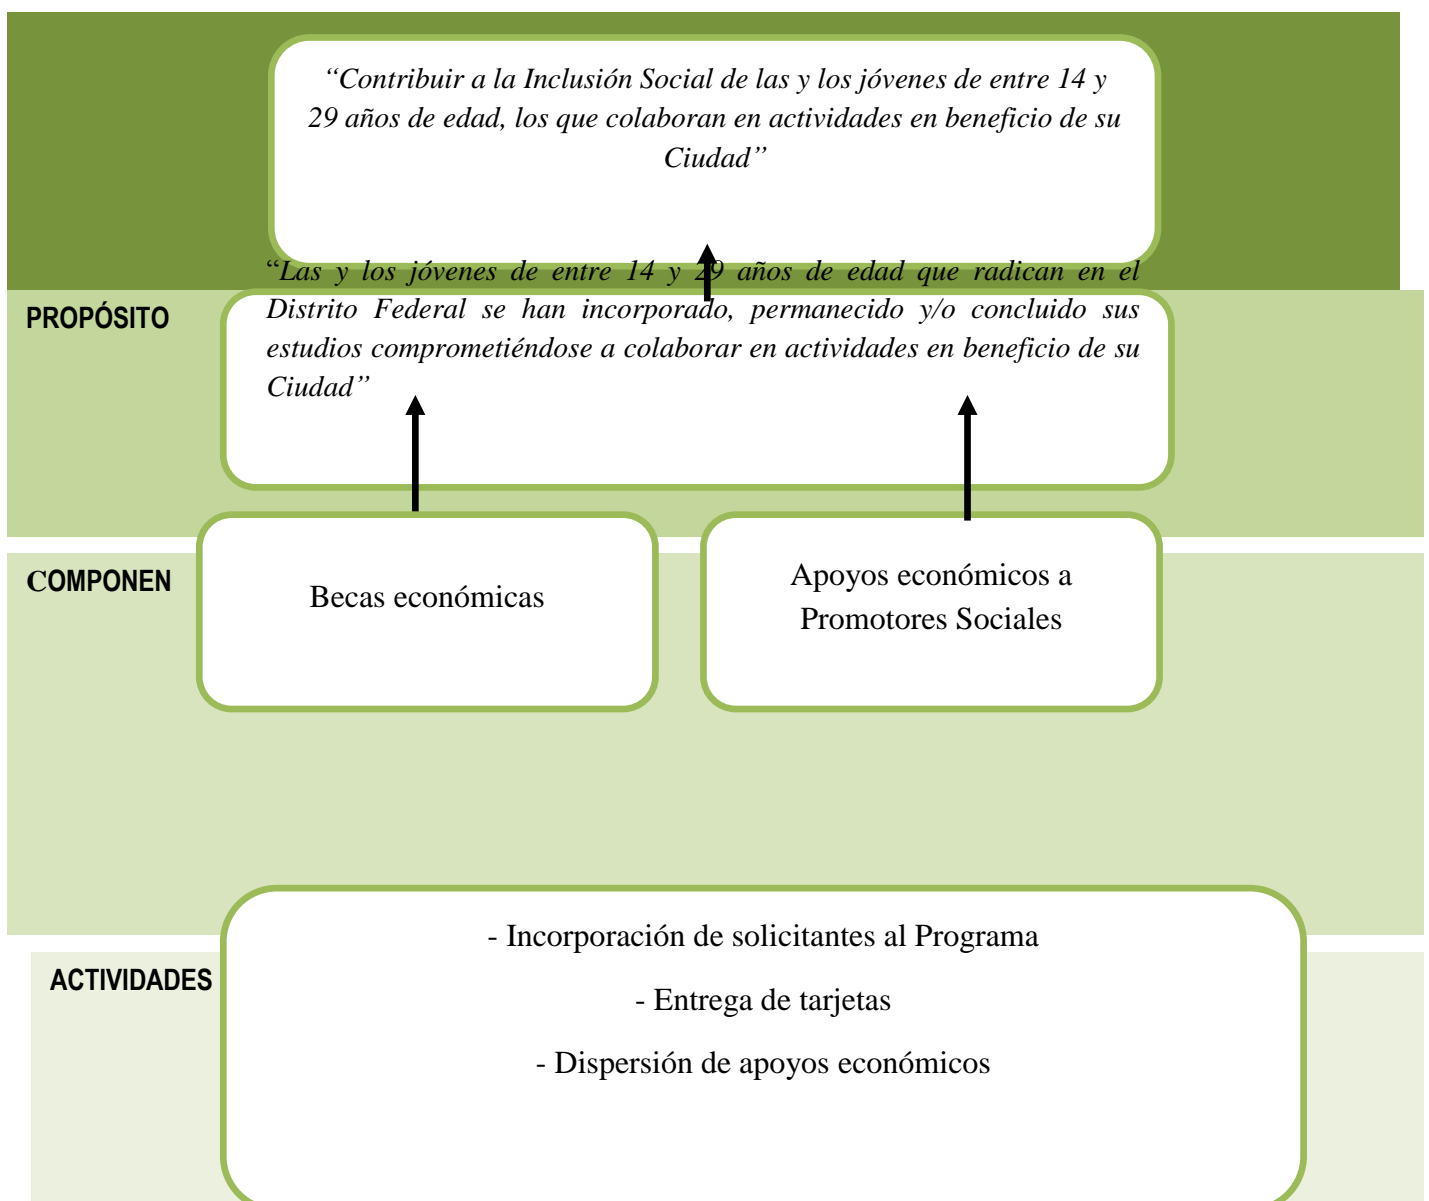 “Contribuir a la Inclusión Social de las y los jóvenes de entre 14 y
29 años de edad, los que colaboran en actividades en beneficio de su
Ciudad”
PROPÓSITO
“Las y los jóvenes de entre 14 y 29 años de edad que radican en el
Distrito Federal se han incorporado, permanecido y/o concluido sus
estudios comprometiéndose a colaborar en actividades en beneficio de su
Ciudad”
COMPONEN
Becas económicas
Apoyos económicos a
Promotores Sociales
ACTIVIDADES
- Incorporación de solicitantes al Programa
- Entrega de tarjetas
- Dispersión de apoyos económicos